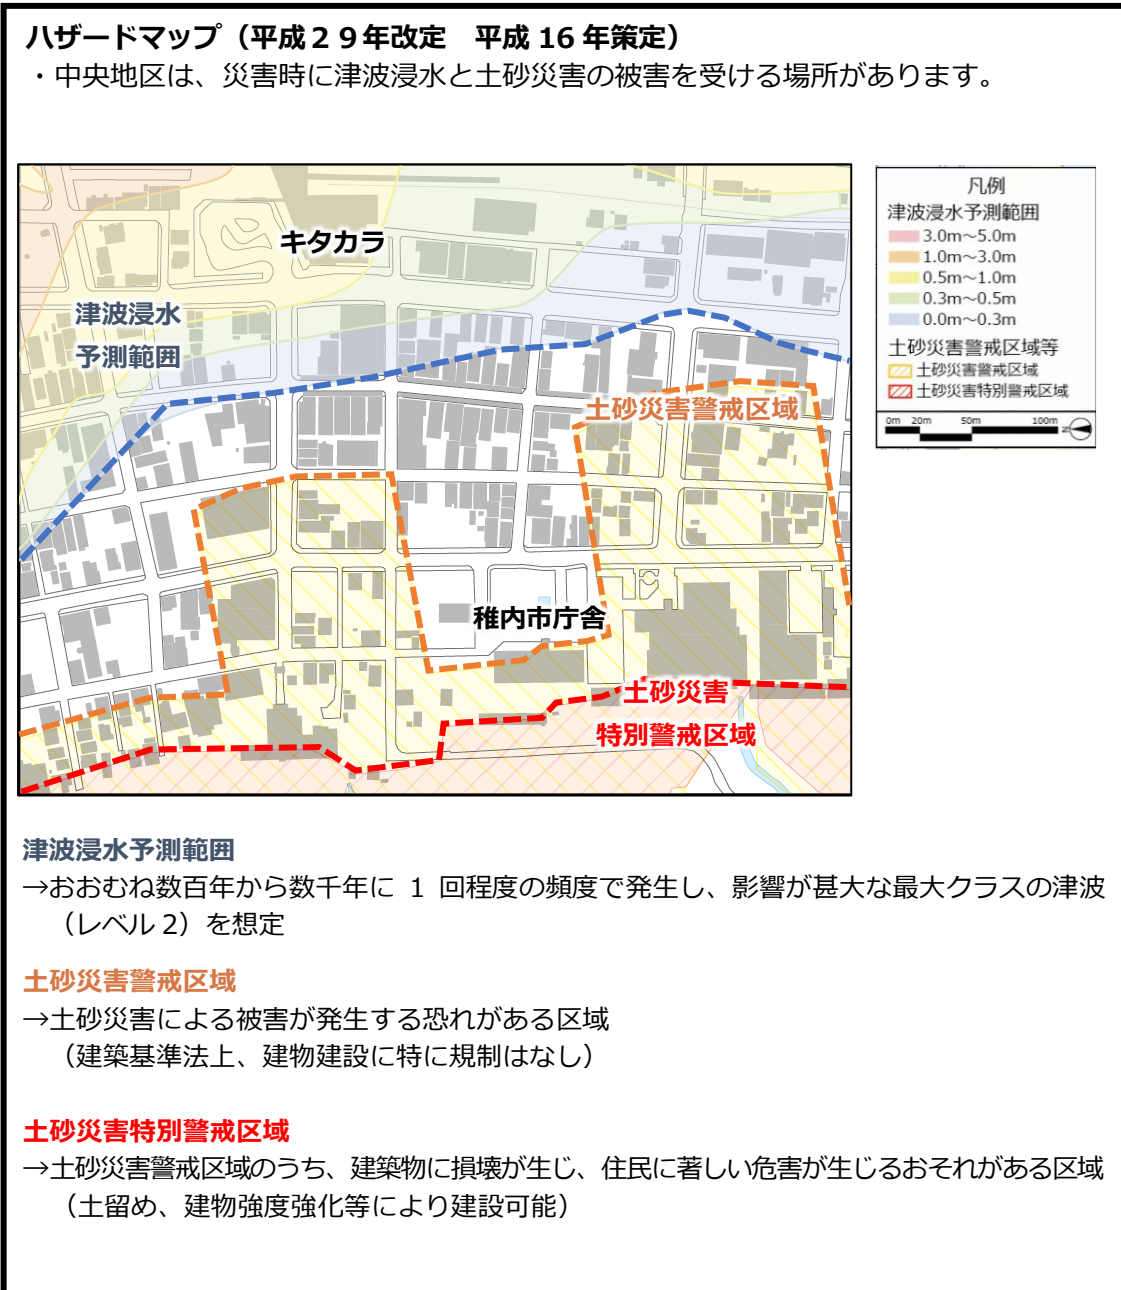 ハザードマップ（平成２９年改定　平成 16 年策定）
・中央地区は、災害時に津波浸水と土砂災害の被害を受ける場所があります。
キタカラ
津波浸水
予測範囲
土砂災害警戒区域
稚内市庁舎
土砂災害
特別警戒区域
凡例
津波浸水予測範囲
3.0m～5.0m
1.0m～3.0m
0.5m～1.0m
0.3m～0.5m
0.0m～0.3m
土砂災害警戒区域等
土砂災害警戒区域
土砂災害特別警戒区域
0m 20m 50m 100m z
津波浸水予測範囲
→おおむね数百年から数千年に 1 回程度の頻度で発生し、影響が甚大な最大クラスの津波
（レベル 2）を想定
土砂災害警戒区域
→土砂災害による被害が発生する恐れがある区域
（建築基準法上、建物建設に特に規制はなし）
土砂災害特別警戒区域
→土砂災害警戒区域のうち、建築物に損壊が生じ、住民に著しい危害が生じるおそれがある区域
（土留め、建物強度強化等により建設可能）